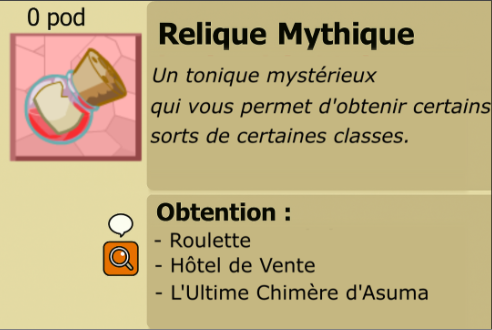 0 pod
Relique Mythique
Un tonique mystérieux
qui vous permet d'obtenir certains
sorts de certaines classes.
Obtention :
- Roulette
- Hôtel de Vente
- L'Ultime Chimère d'Asuma